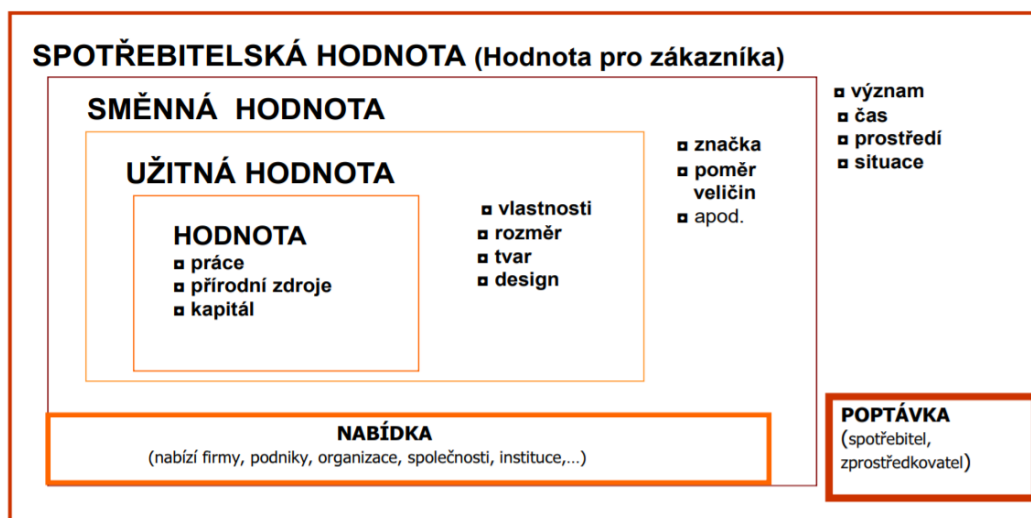 SPOTŘEBITELSKÁ HODNOTA (Hodnota pro zákazníka)
SMĚNNÁ HODNOTA
UŽITNÁ HODNOTA
HODNOTA
práce
přírodní zdroje
kapitál
vlastnosti
rozměr
tvar
design
značka
poměr
veličin
apod.
význam
čas
prostředí
situace
NABÍDKA
(nabízí firmy, podniky, organizace, společnosti, instituce,...)
POPTÁVKA
(spotřebitel,
zprostředkovatel)